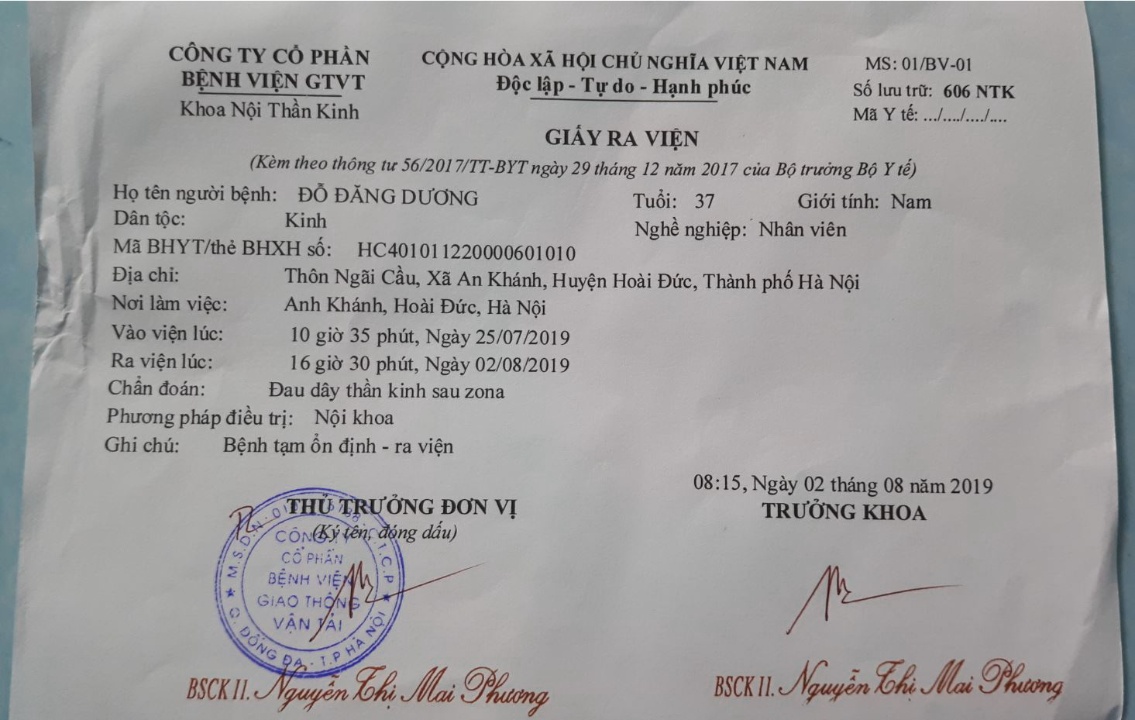 CÔNG TY CỔ PHẦN
BỆNH VIỆN GTVT
Khoa Nội Thần Kinh
CỘNG HÒA XÃ HỘI CHỦ NGHĨA VIỆT NAM
Độc lập - Tự do - Hạnh phúc
MS: 01/BV-01
Số lưu trữ: 606 NTK
Mã Y tế: .../..../..../....
GIẤY RA VIỆN
(Kèm theo thông tư 56/2017/TT-BYT ngày 29 tháng 12 năm 2017 của Bộ trưởng Bộ Y tế)
Họ tên người bệnh: ĐỖ ĐĂNG DƯƠNG Tuổi: 37 Giới tính: Nam
Dân tộc: Kinh Nghề nghiệp: Nhân viên
Mã BHYT/thẻ BHXH số: HC401011220000601010
Địa chỉ: Thôn Ngãi Cầu, Xã An Khánh, Huyện Hoài Đức, Thành phố Hà Nội
Nơi làm việc: Anh Khánh, Hoài Đức, Hà Nội
Vào viện lúc: 10 giờ 35 phút, Ngày 25/07/2019
Ra viện lúc: 16 giờ 30 phút, Ngày 02/08/2019
Chẩn đoán: Đau dây thần kinh sau zona
Phương pháp điều trị: Nội khoa
Ghi chú: Bệnh tạm ổn định - ra viện
08:15, Ngày 02 tháng 08 năm 2019
THỦ TRƯỞNG ĐƠN VỊ
(Ký tên, đóng dấu)
TRƯỞNG KHOA
M.S.D.N: C.T.C.P
CÔNG TY
CỔ PHẦN
BỆNH VIỆN
GIAO THÔNG
VẬN TẢI
Q. ĐỐNG ĐA - T.P HÀ NỘI
BSCK II. Nguyễn Thị Mai Phương
BSCK II. Nguyễn Thị Mai Phương